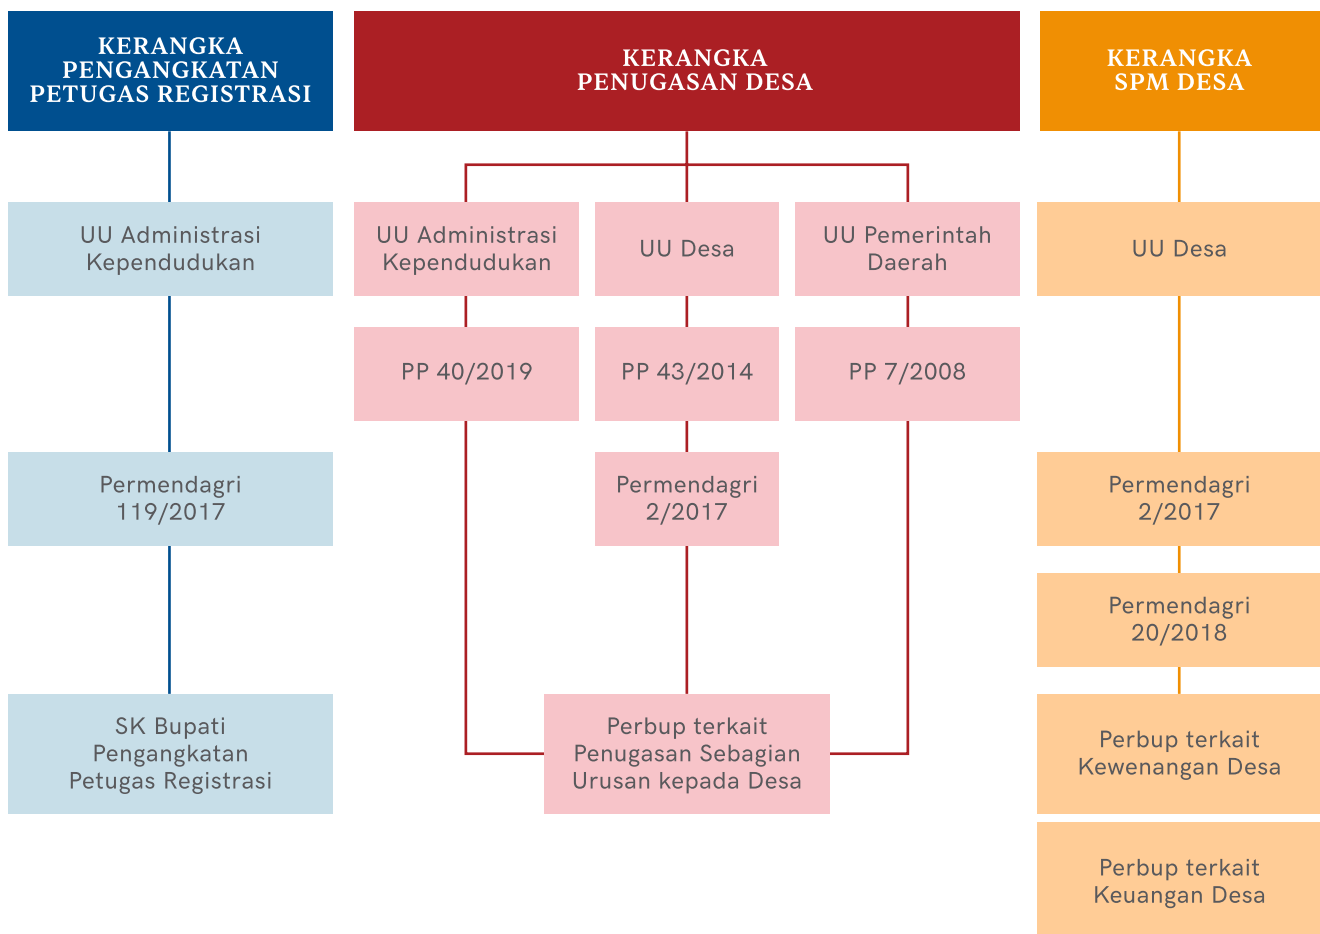 KERANGKA
PENGANGKATAN
PETUGAS REGISTRASI
UU Administrasi
Kependudukan
Permendagri
119/2017
SK Bupati
Pengangkatan
Petugas Registrasi
KERANGKA
PENUGASAN DESA
UU Administrasi
Kependudukan
PP 40/2019
UU Desa
PP 43/2014
Permendagri
2/2017
UU Pemerintah
Daerah
PP 7/2008
Perbup terkait
Penugasan Sebagian
Urusan kepada Desa
KERANGKA
SPM DESA
UU Desa
Permendagri
2/2017
Permendagri
20/2018
Perbup terkait
Kewenangan Desa
Perbup terkait
Keuangan Desa